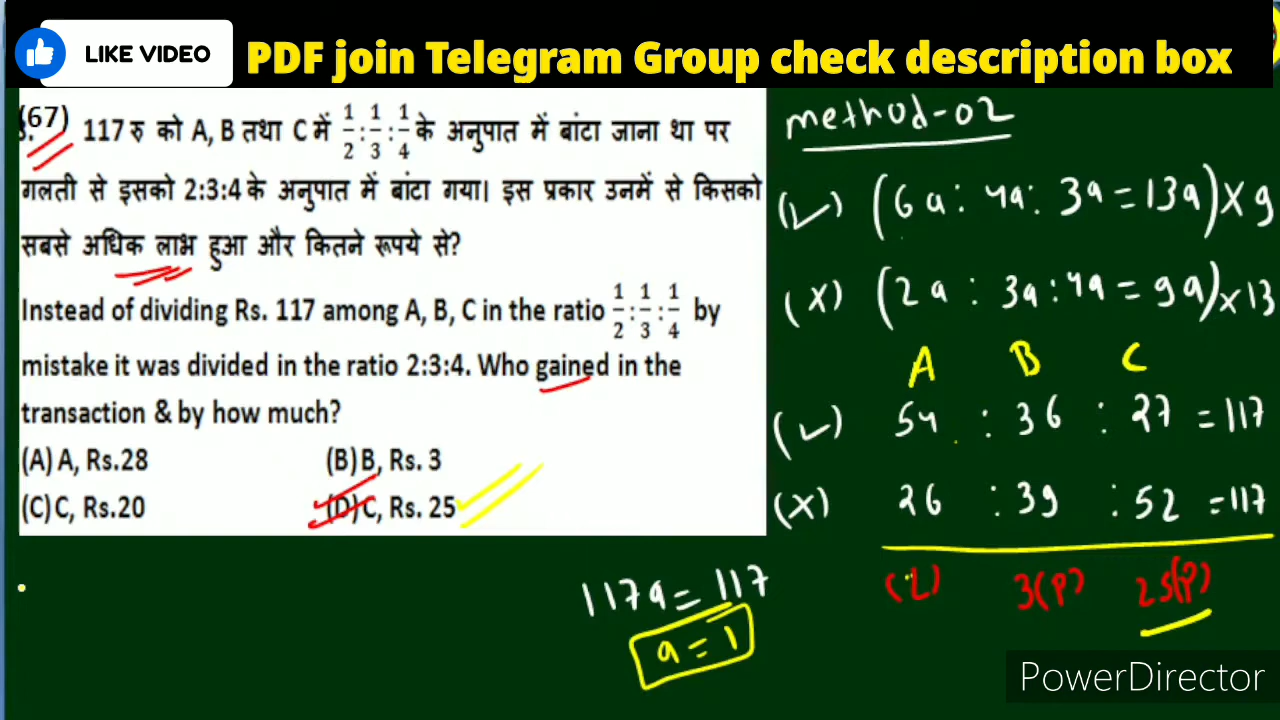 LIKE VIDEO
PDF join Telegram Group check description box
(67)
117 रु को A, B तथा C में 1/2 : 1/3 : 1/4 के अनुपात में बांटा जाना था पर
गलती से इसको 2:3:4 के अनुपात में बांटा गया। इस प्रकार उनमें से किसको
सबसे अधिक लाभ हुआ और कितने रूपये से?
Instead of dividing Rs. 117 among A, B, C in the ratio 1/2 : 1/3 : 1/4 by
mistake it was divided in the ratio 2:3:4. Who gained in the
transaction & by how much?
(A) A, Rs.28 (B) B, Rs. 3
(C) C, Rs.20 (D) C, Rs. 25
method-02
(✓) (6a : 4a : 3a = 13a) × 9
(X) (2a : 3a : 4a = 9a) × 13
A B C
(✓) 54 : 36 : 27 = 117
(X) 26 : 39 : 52 = 117
(L) 3(P) 25(P)
117a = 117
a = 1
PowerDirector